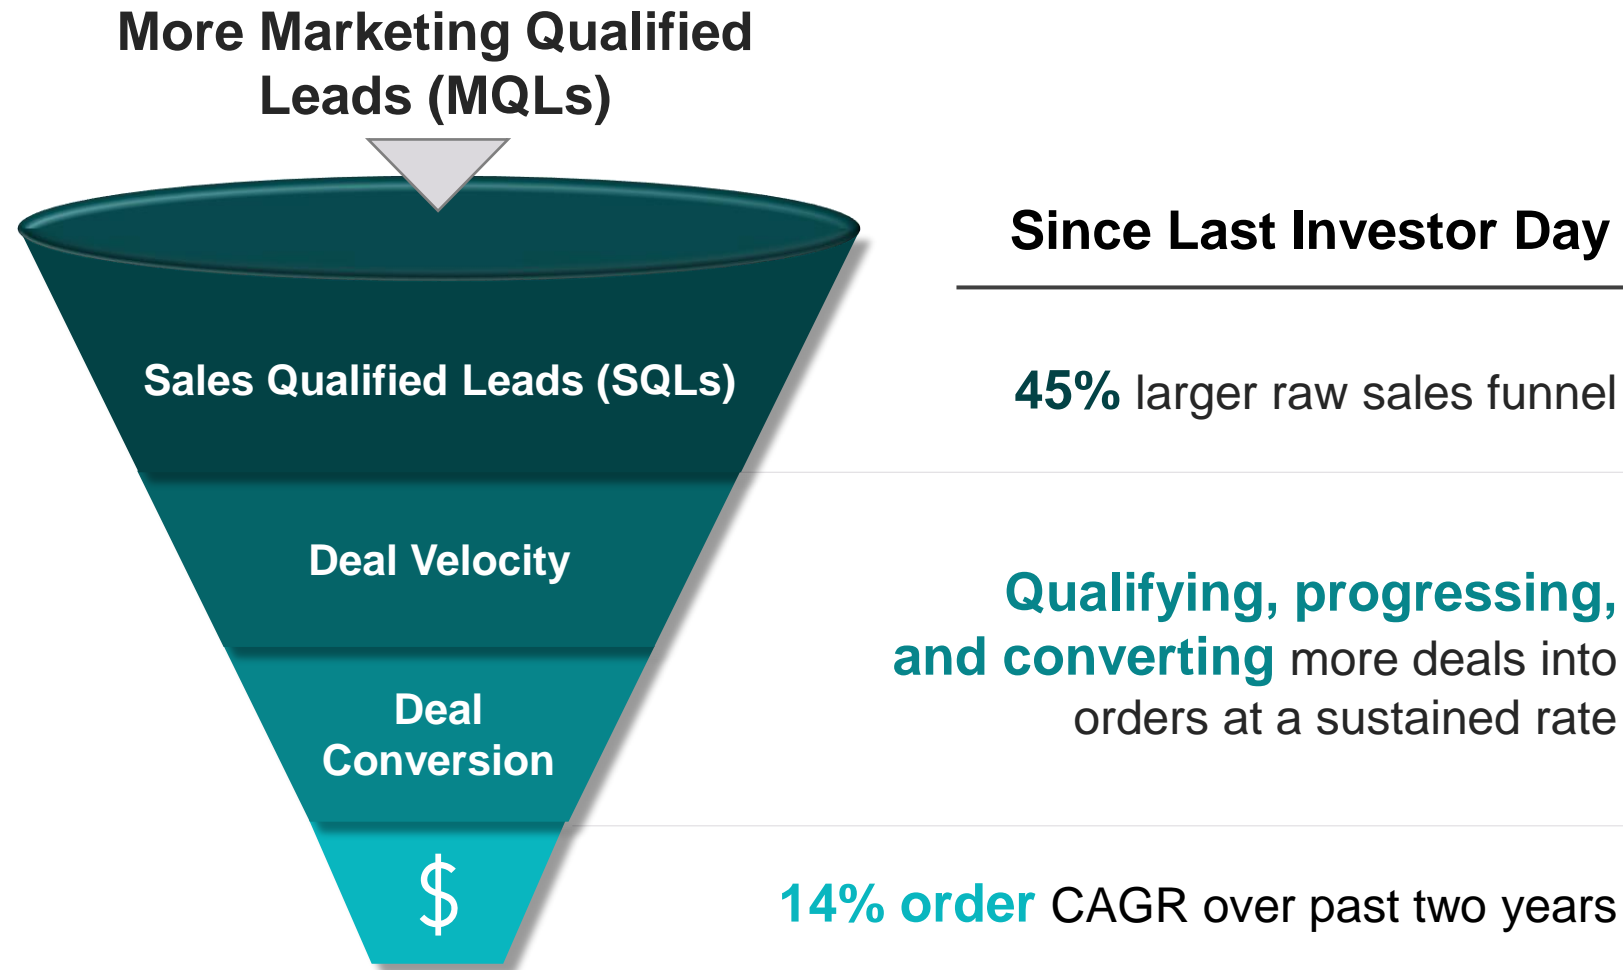 More Marketing Qualified
Leads (MQLs)
Since Last Investor Day
Sales Qualified Leads (SQLs)
45% larger raw sales funnel
Deal Velocity
Qualifying, progressing,
and converting more deals into
orders at a sustained rate
Deal
Conversion
$
14% order CAGR over past two years